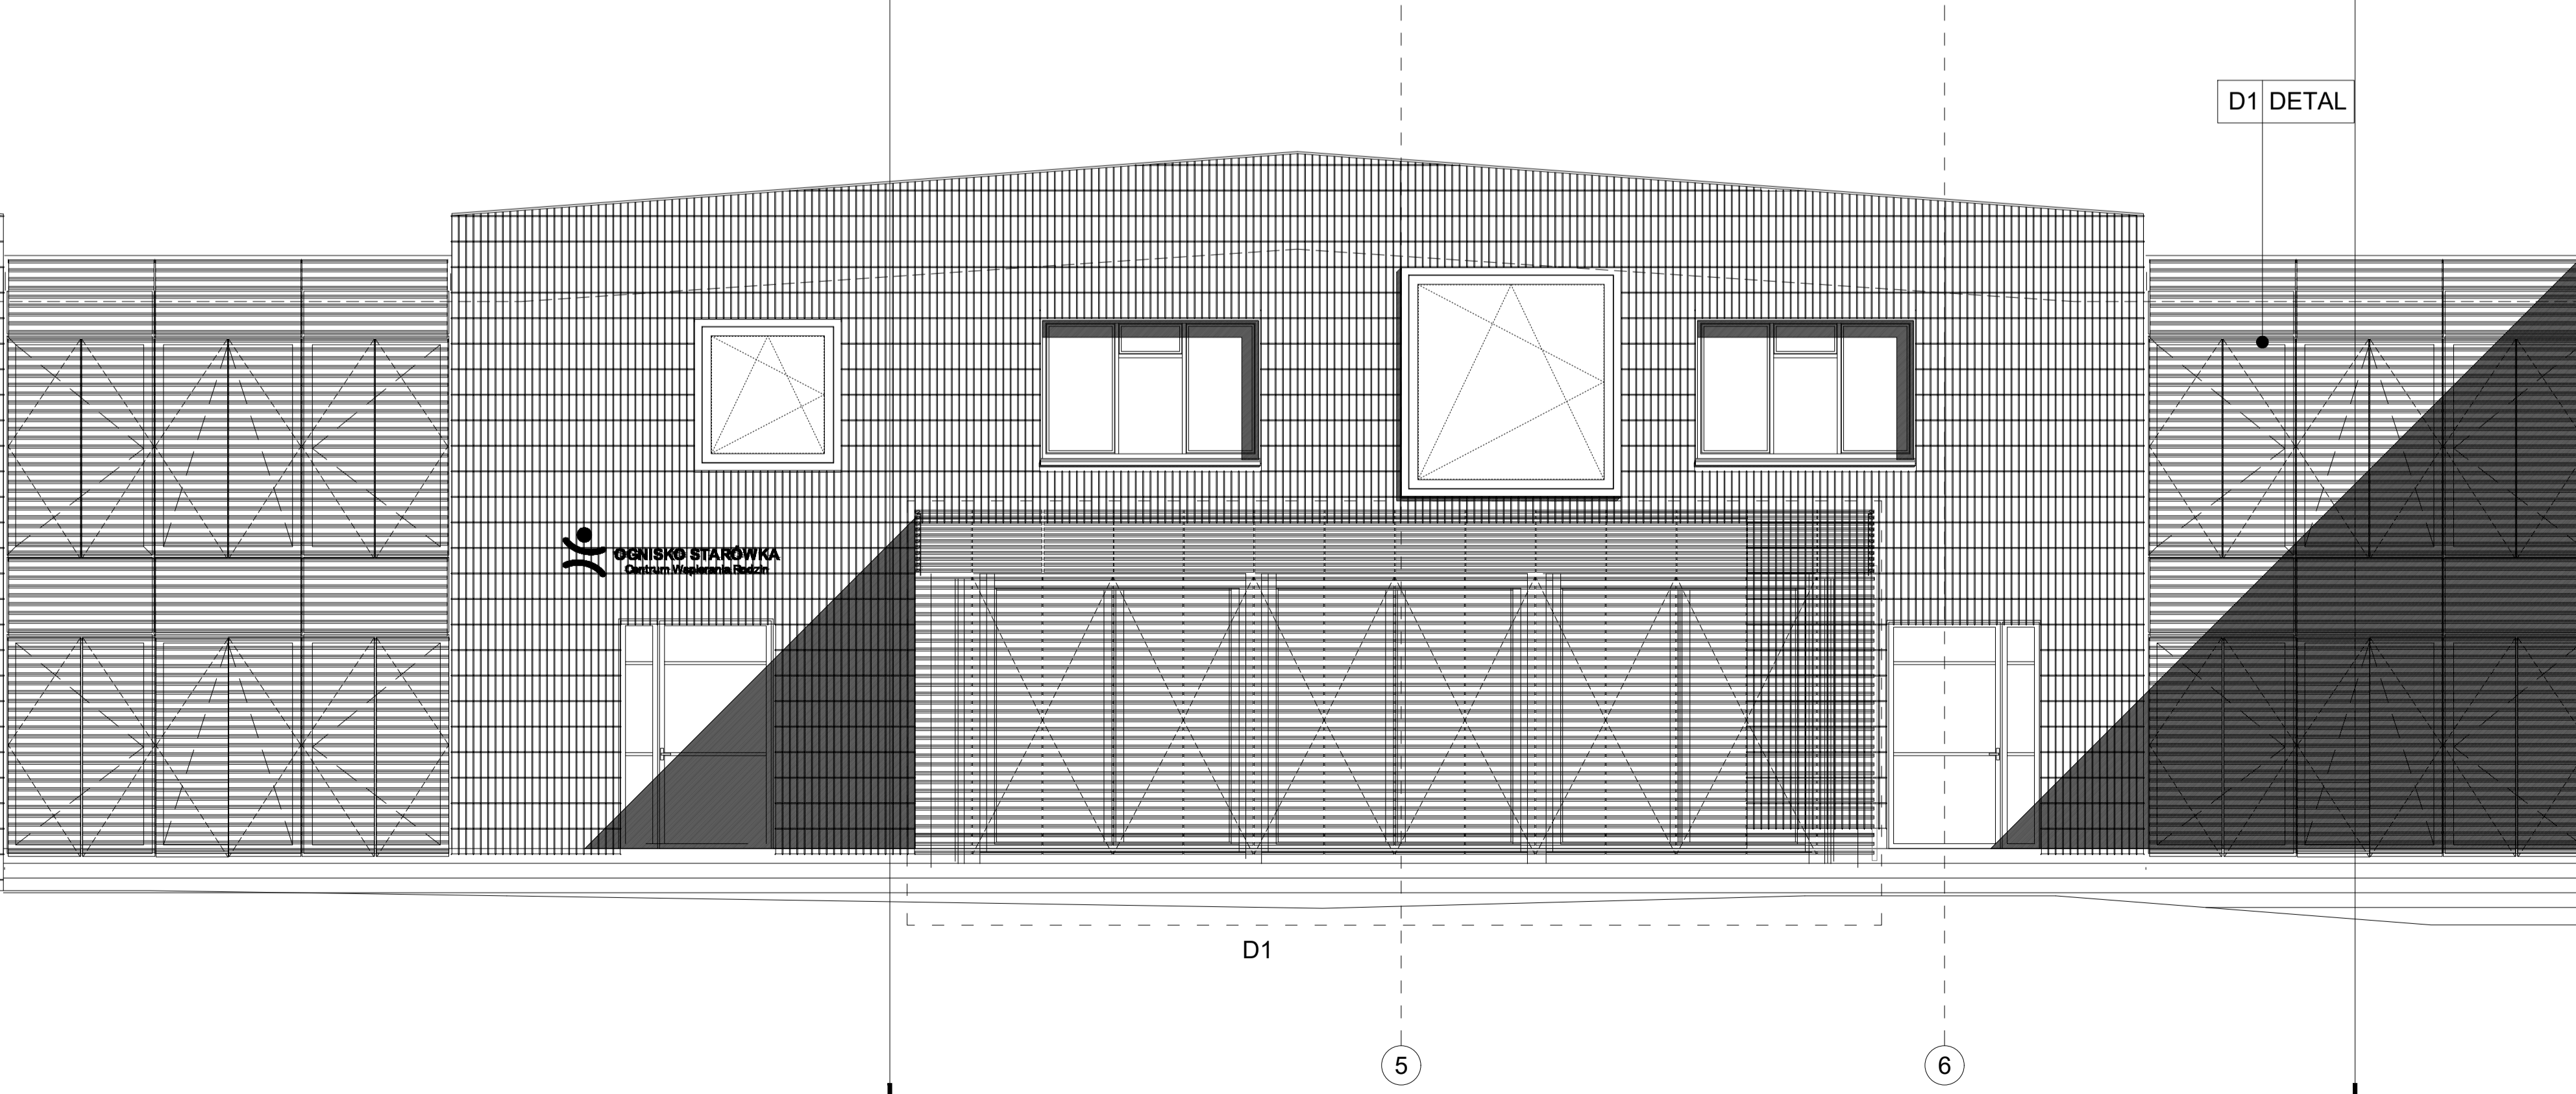 D1 DETAL
OGNISKO STARÓWKA
Centrum Wspierania Rodzin
D1
5
6